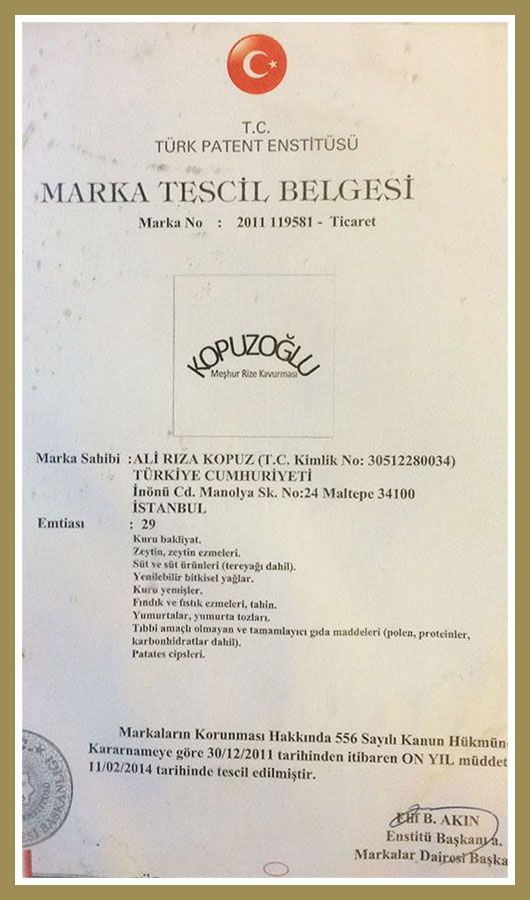 T.C.
TÜRK PATENT ENSTİTÜSÜ
MARKA TESCİL BELGESİ
Marka No : 2011 119581 - Ticaret
KOPUZOĞLU
Meşhur Rize Kavurması
Marka Sahibi :ALİ RIZA KOPUZ (T.C. Kimlik No: 30512280034)
TÜRKİYE CUMHURİYETİ
İnönü Cd. Manolya Sk. No:24 Maltepe 34100
İSTANBUL
Emtiası : 29
Kuru bakliyat.
Zeytin, zeytin ezmeleri.
Süt ve süt ürünleri (tereyağı dahil).
Yenilebilir bitkisel yağlar.
Kuru yemişler.
Fındık ve fıstık ezmeleri, tahin.
Yumurtalar, yumurta tozları.
Tıbbi amaçlı olmayan ve tamamlayıcı gıda maddeleri (polen, proteinler,
karbonhidratlar dahil).
Patates cipsleri.
Markaların Korunması Hakkında 556 Sayılı Kanun Hükmün
Kararnameye göre 30/12/2011 tarihinden itibaren ON YIL müddet
11/02/2014 tarihinde tescil edilmiştir.
Elif B. AKIN
Enstitü Başkanı a.
Markalar Dairesi Başka